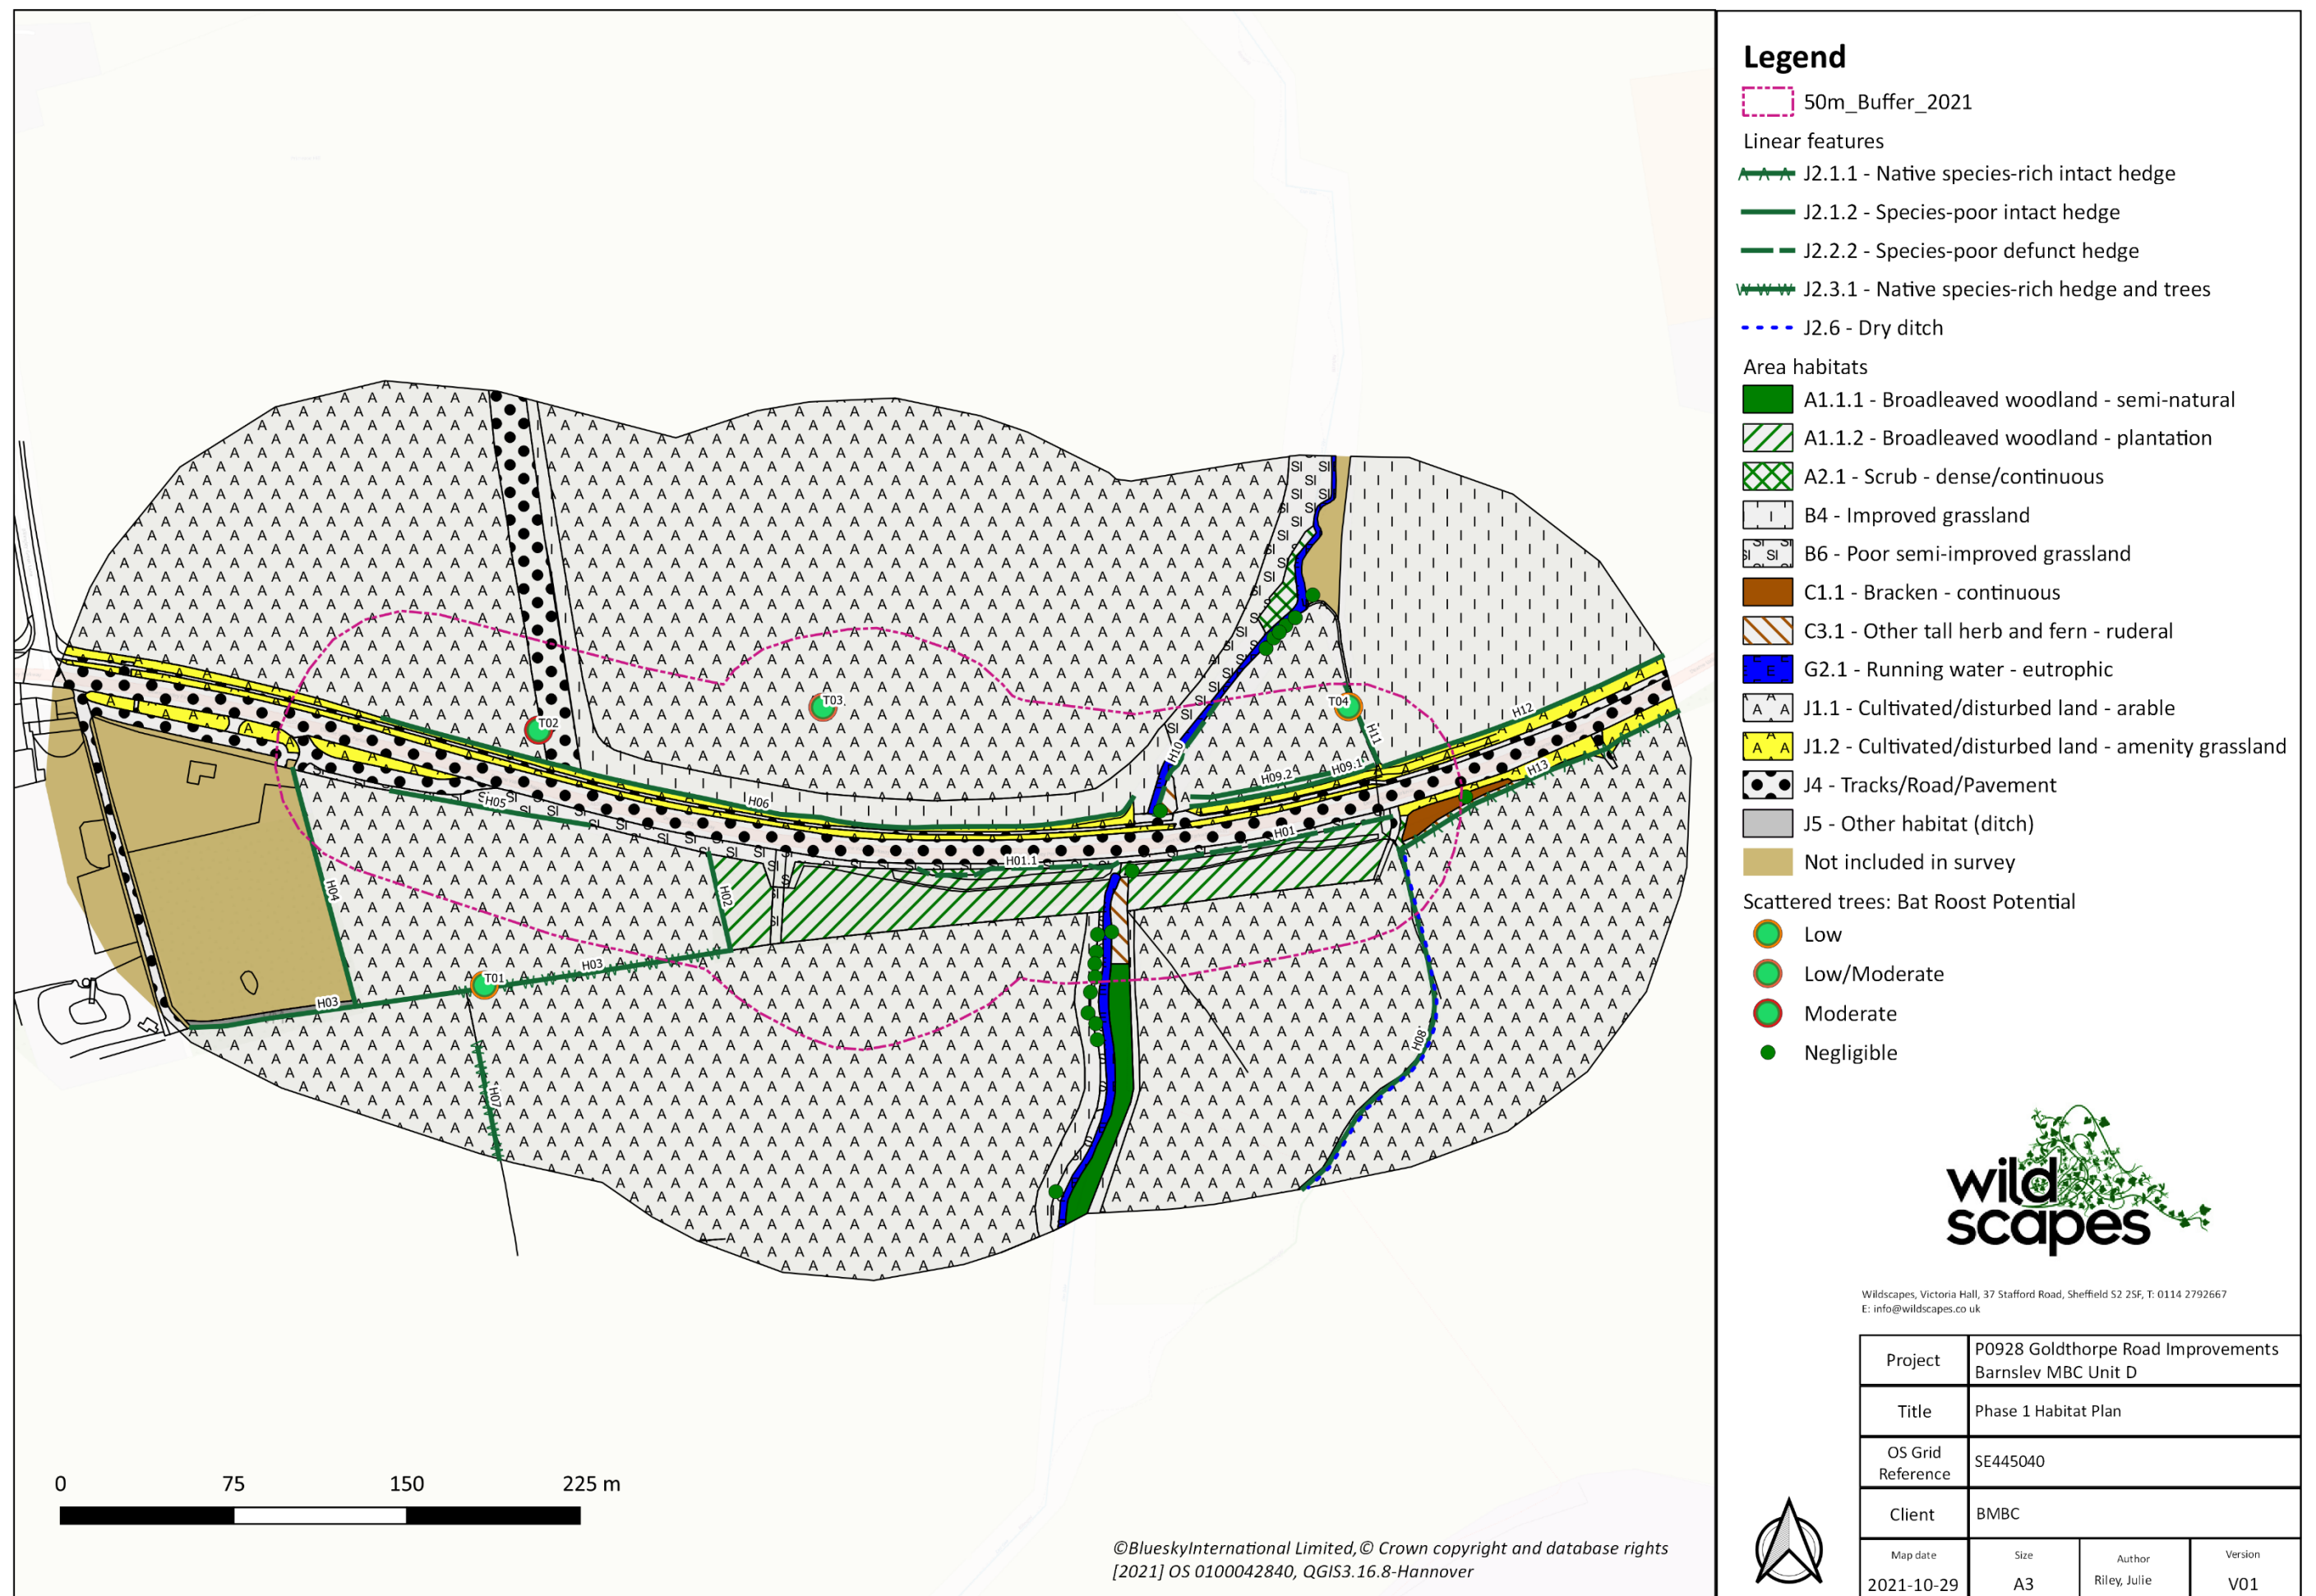 Legend
50m_Buffer_2021
Linear features
J2.1.1 - Native species-rich intact hedge
J2.1.2 - Species-poor intact hedge
J2.2.2 - Species-poor defunct hedge
J2.3.1 - Native species-rich hedge and trees
J2.6 - Dry ditch
Area habitats
A1.1.1 - Broadleaved woodland - semi-natural
A1.1.2 - Broadleaved woodland - plantation
A2.1 - Scrub - dense/continuous
B4 - Improved grassland
B6 - Poor semi-improved grassland
C1.1 - Bracken - continuous
C3.1 - Other tall herb and fern - ruderal
G2.1 - Running water - eutrophic
J1.1 - Cultivated/disturbed land - arable
J1.2 - Cultivated/disturbed land - amenity grassland
J4 - Tracks/Road/Pavement
J5 - Other habitat (ditch)
Not included in survey
Scattered trees: Bat Roost Potential
Low
Low/Moderate
Moderate
Negligible
wild
scapes
Wildscapes, Victoria Hall, 37 Stafford Road, Sheffield S2 2SF, T: 0114 2792667
E: info@wildscapes.co uk
Project
P0928 Goldthorpe Road Improvements
Barnsley MBC Unit D
Title
Phase 1 Habitat Plan
OS Grid
Reference
SE445040
Client
BMBC
Map date
2021-10-29
Size
A3
Author
Riley, Julie
Version
V01
T01
T02
T03
T04
H01
H01.1
H02
H03
H03
H04
H05
H06
H07
H08
H09.1
H09.2
H10
H11
H12
H13
0 75 150 225 m
©BlueskyInternational Limited,© Crown copyright and database rights
[2021] OS 0100042840, QGIS3.16.8-Hannover